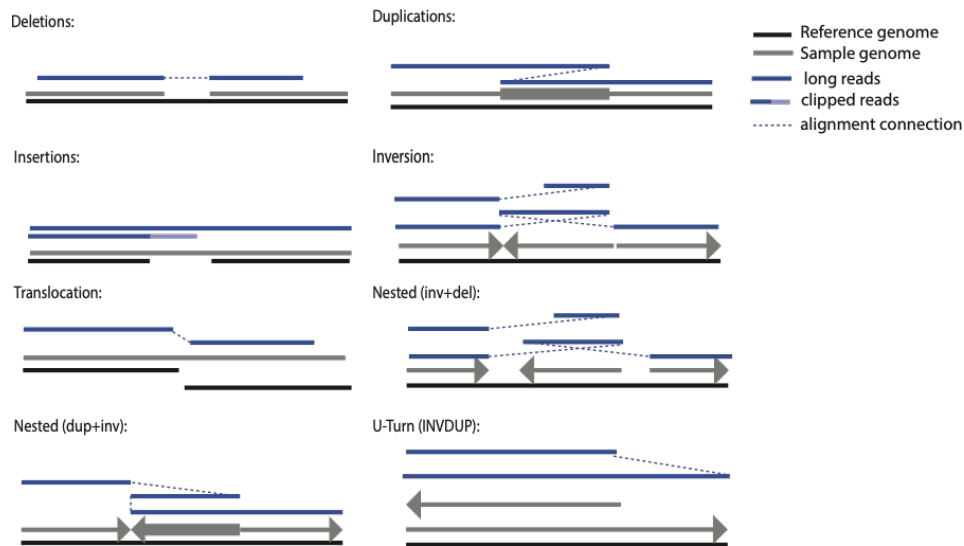 Deletions:
Duplications:
Reference genome
Sample genome
long reads
clipped reads
alignment connection
Insertions:
Inversion:
Translocation:
Nested (inv+del):
Nested (dup+inv):
U-Turn (INVDUP):